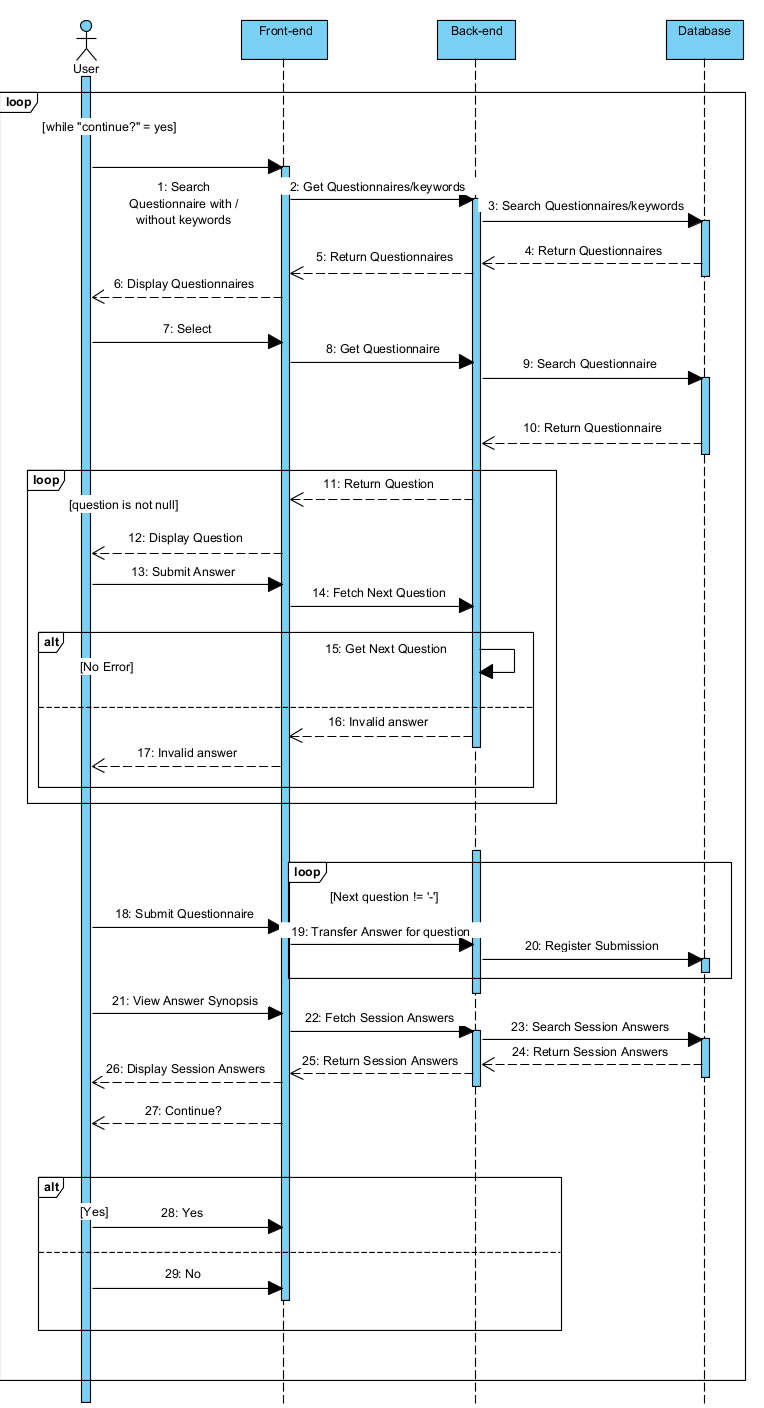 Front-end
Back-end
Database
User
loop
[while "continue?" = yes]
1: Search
Questionnaire with /
without keywords
2: Get Questionnaires/keywords
3: Search Questionnaires/keywords
4: Return Questionnaires
5: Return Questionnaires
6: Display Questionnaires
7: Select
8: Get Questionnaire
9: Search Questionnaire
10: Return Questionnaire
loop
[question is not null]
11: Return Question
12: Display Question
13: Submit Answer
14: Fetch Next Question
alt
[No Error]
15: Get Next Question
16: Invalid answer
17: Invalid answer
loop
[Next question != '-']
18: Submit Questionnaire
19: Transfer Answer for question
20: Register Submission
21: View Answer Synopsis
22: Fetch Session Answers
23: Search Session Answers
24: Return Session Answers
25: Return Session Answers
26: Display Session Answers
27: Continue?
alt
[Yes]
28: Yes
29: No